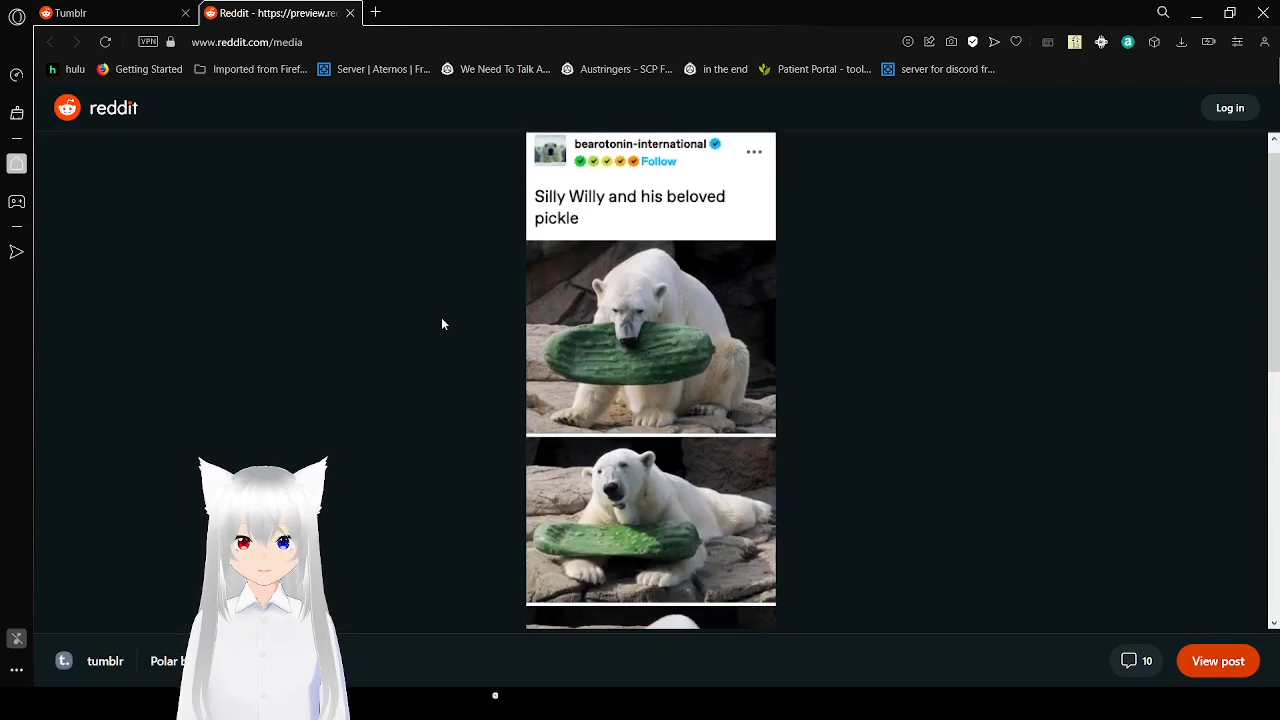 Tumblr
Reddit - https://preview.rec
VPN
www.reddit.com/media
hulu
Getting Started
Imported from Firef...
Server | Aternos | Fr...
We Need To Talk A...
Austringers - SCP F...
in the end
Patient Portal - tool...
server for discord fr...
reddit
Log in
bearotonin-international
Follow
Silly Willy and his beloved
pickle
tumblr
Polar b
10
View post